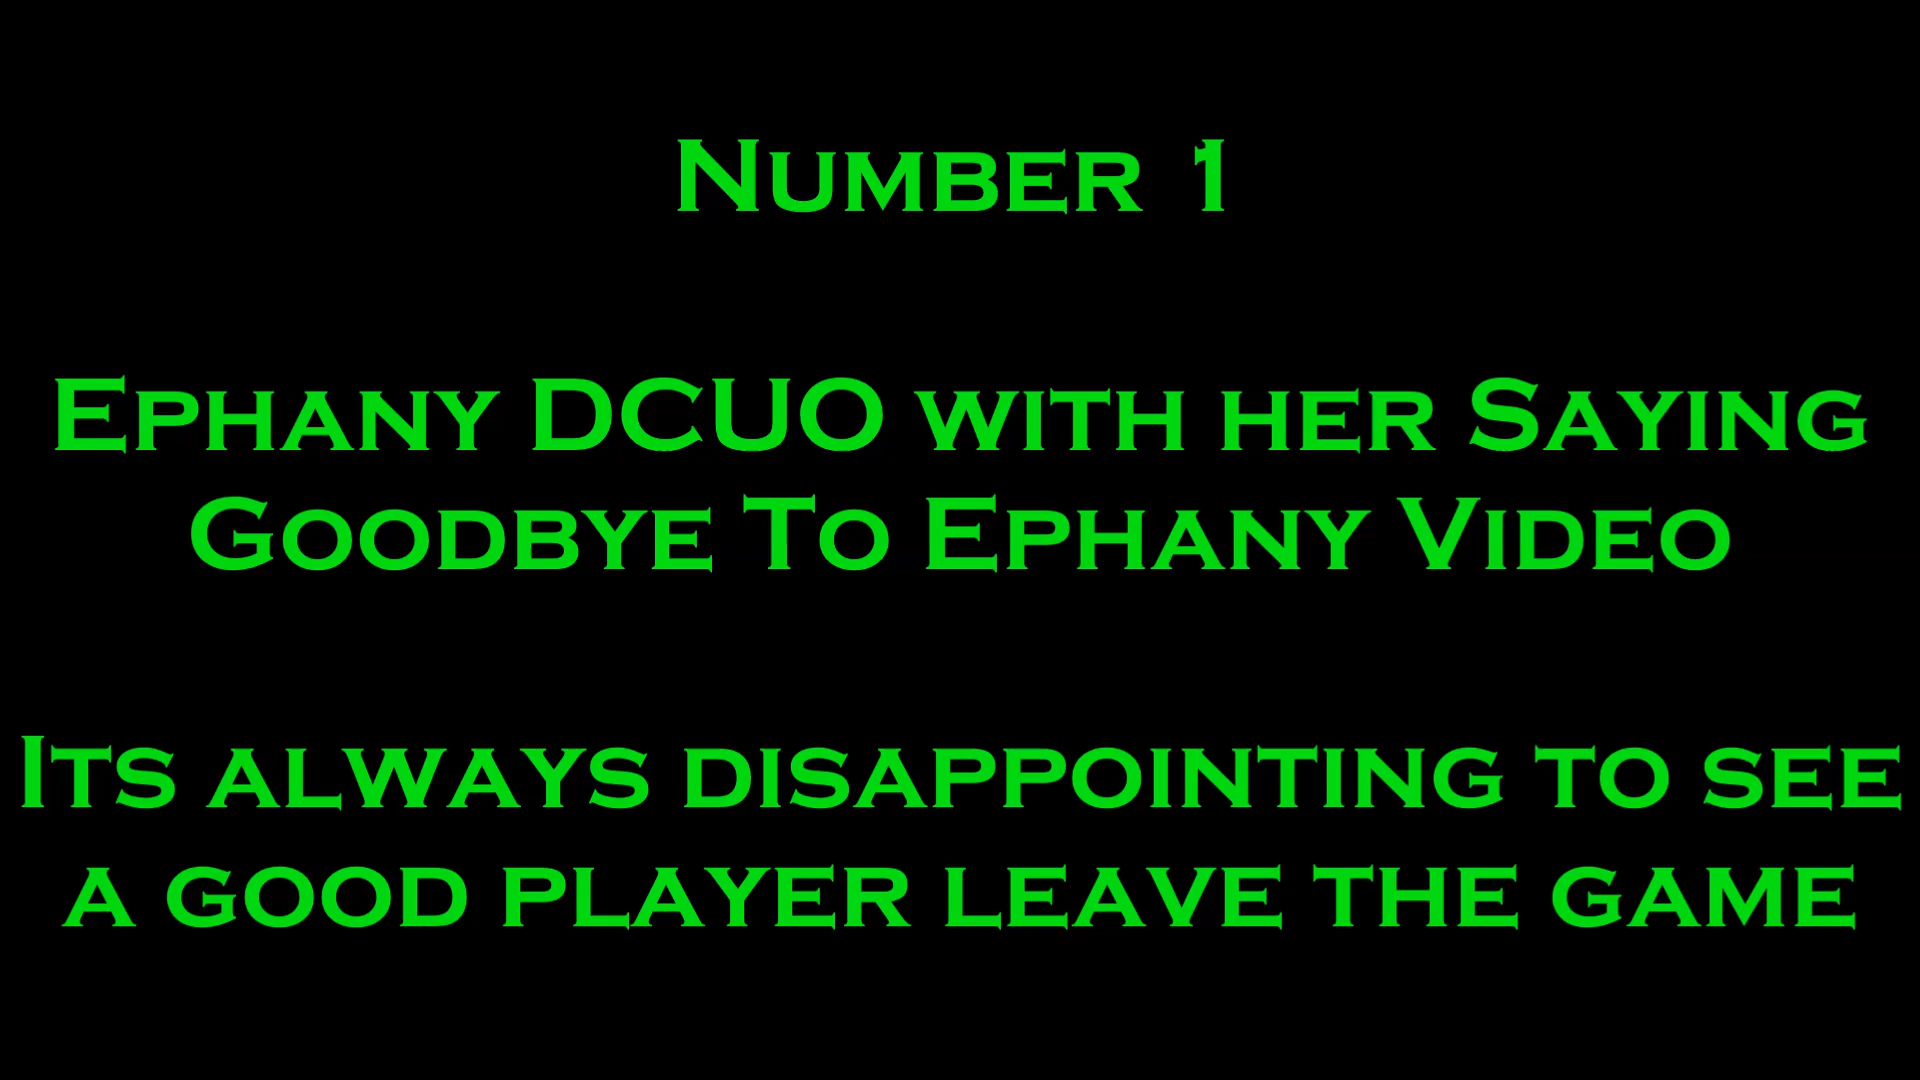 Number 1
Ephany DCUO with her Saying
Goodbye To Ephany Video
Its always disappointing to see
a good player leave the game